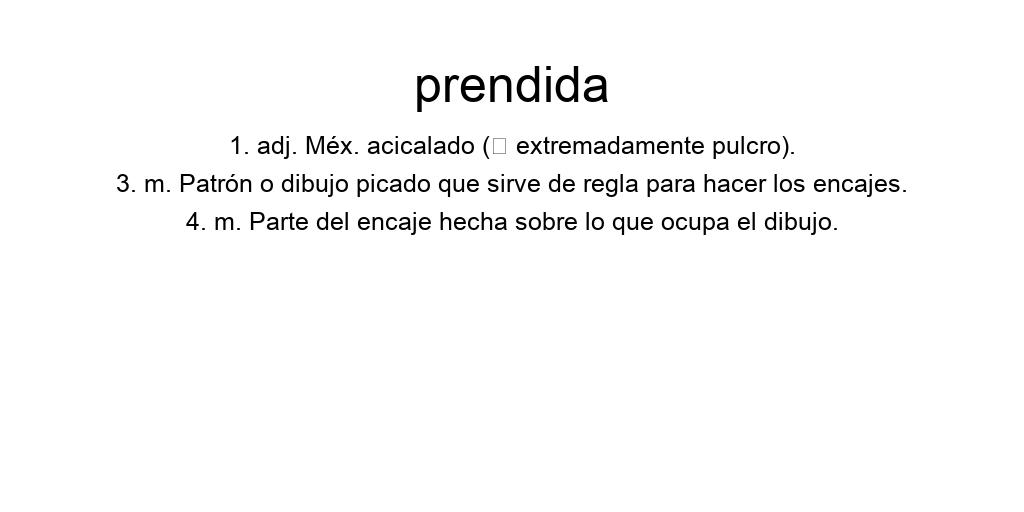 prendida
1. adj. Méx. acicalado (□ extremadamente pulcro).
3. m. Patrón o dibujo picado que sirve de regla para hacer los encajes.
4. m. Parte del encaje hecha sobre lo que ocupa el dibujo.